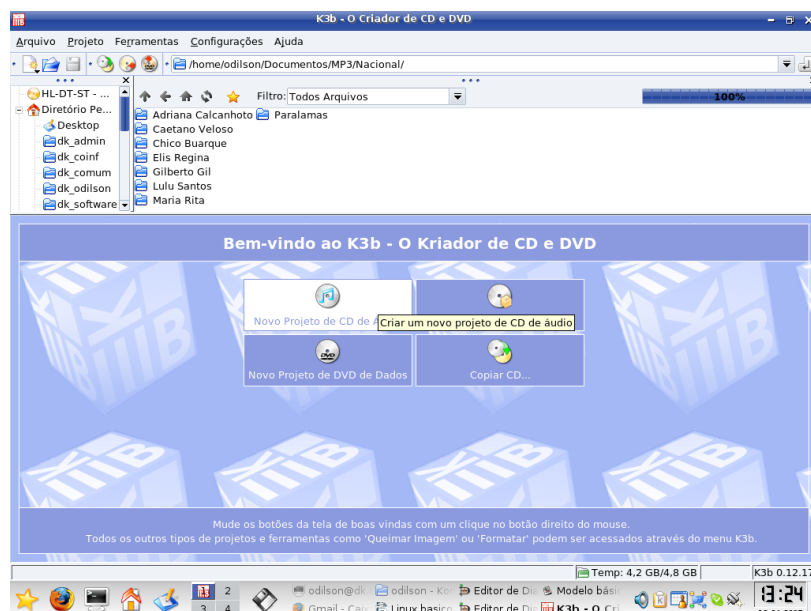 K3b - O Criador de CD e DVD
Arquivo Projeto Ferramentas Configurações Ajuda
/home/odilson/Documentos/MP3/Nacional/
HL-DT-ST - ...
Diretório Pe...
Desktop
dk_admin
dk_coinf
dk_comum
dk_odilson
dk_software
Filtro: Todos Arquivos
100%
Adriana Calcanhoto Paralamas
Caetano Veloso
Chico Buarque
Elis Regina
Gilberto Gil
Lulu Santos
Maria Rita
Bem-vindo ao K3b - O Kriador de CD e DVD
Novo Projeto de CD de
Criar um novo projeto de CD de áudio
Novo Projeto de DVD de Dados
Copiar CD...
Mude os botões da tela de boas vindas com um clique no botão direito do mouse.
Todos os outros tipos de projetos e ferramentas como 'Queimar Imagem' ou 'Formatar' podem ser acessados através do menu K3b.
Temp: 4,2 GB/4,8 GB
K3b 0.12.17
2
3 4
odilson@dk odilson - Kon Editor de Dia Modelo bási
Gmail - Caix Linux basico Editor de Dia K3b - O Cri
13:24